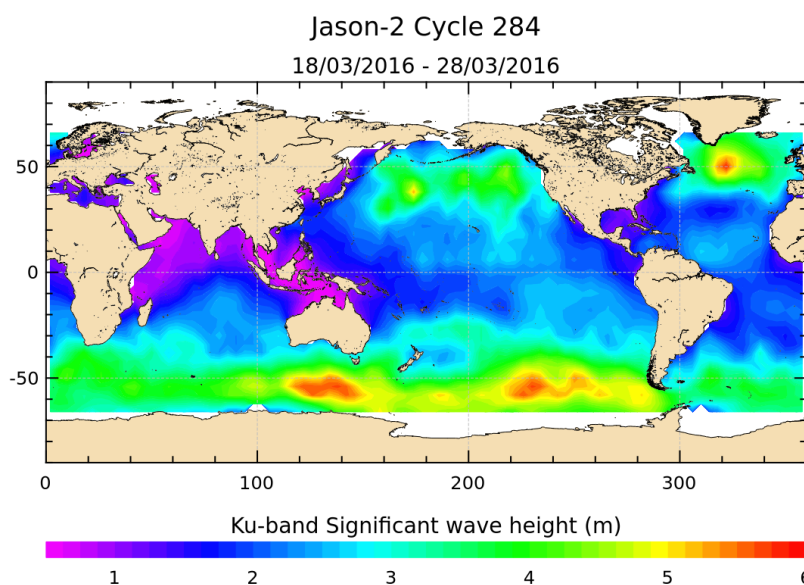 Jason-2 Cycle 284
18/03/2016 - 28/03/2016
50
0
-50
0 100 200 300
Ku-band Significant wave height (m)
1 2 3 4 5 6